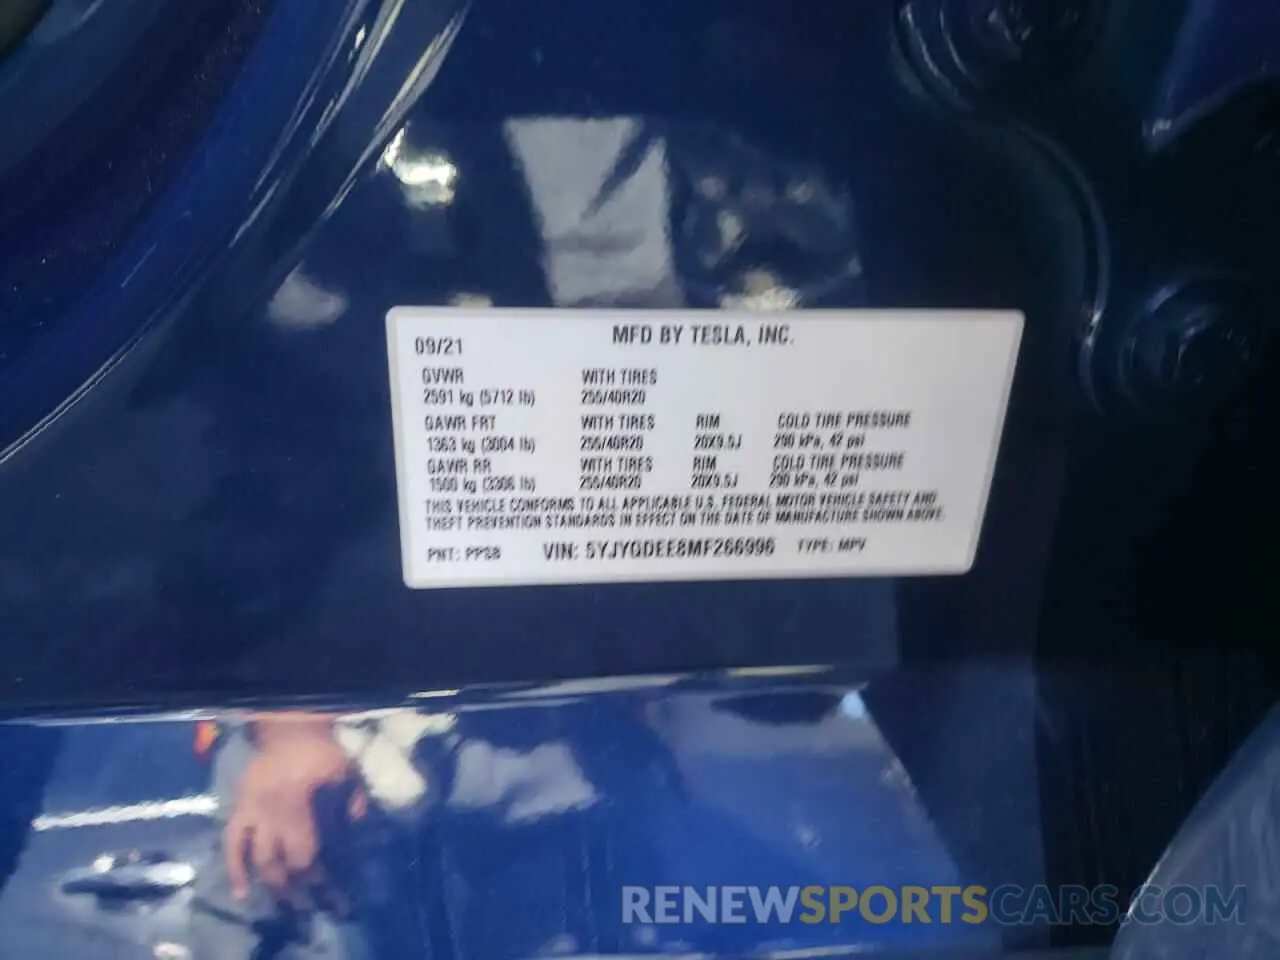 MFD BY TESLA, INC.
09/21
GVWR WITH TIRES
2591 kg (5712 lb) 255/40R20
GAWR FRT WITH TIRES RIM COLD TIRE PRESSURE
1363 kg (3004 lb) 255/40R20 20X9.5J 290 kPa, 42 psi
GAWR RR WITH TIRES RIM COLD TIRE PRESSURE
1500 kg (3306 lb) 255/40R20 20X9.5J 290 kPa, 42 psi
THIS VEHICLE CONFORMS TO ALL APPLICABLE U.S. FEDERAL MOTOR VEHICLE SAFETY AND
THEFT PREVENTION STANDARDS IN EFFECT ON THE DATE OF MANUFACTURE SHOWN ABOVE.
PNT: PPSB VIN: 5YJYGDEE8MF266996 TYPE: MPV
RENEWSPORTSCARS.COM